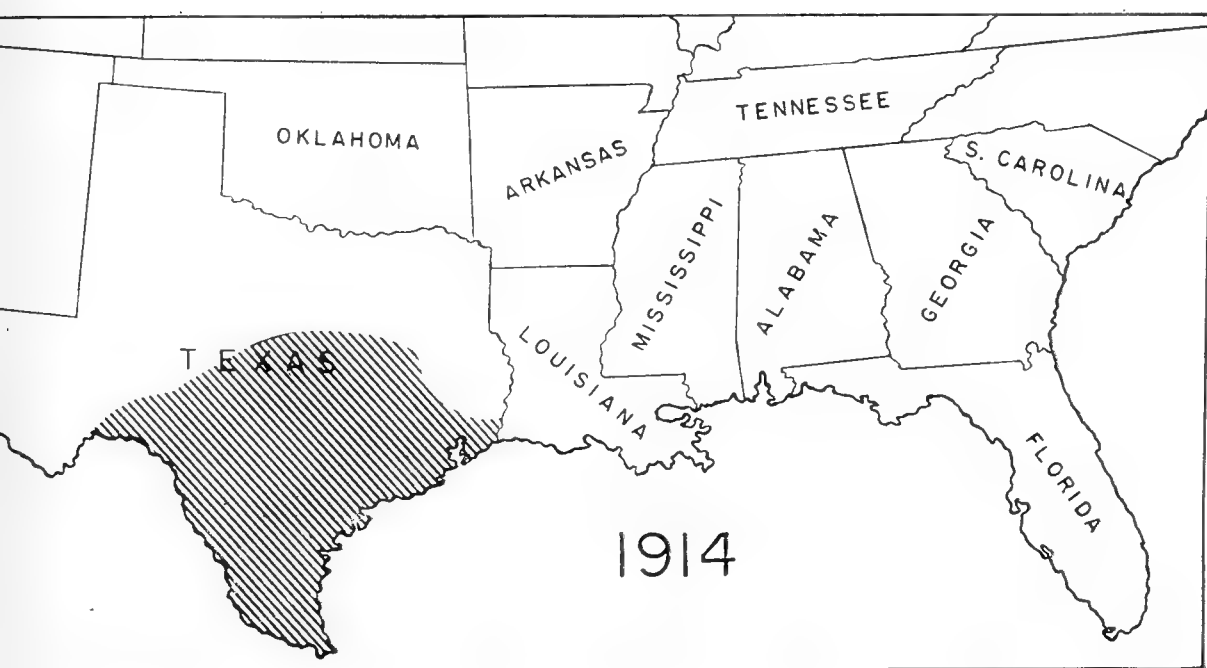 TENNESSEE
OKLAHOMA
ARKANSAS
S. CAROLINA
MISSISSIPPI
ALABAMA
GEORGIA
TEXAS
LOUISIANA
FLORIDA
1914